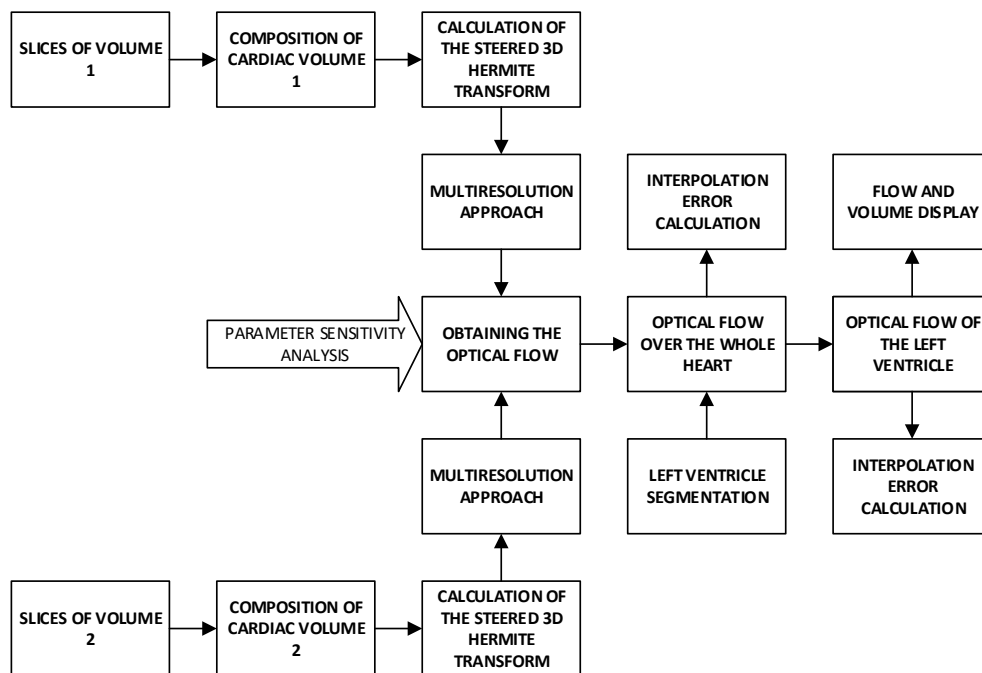 SLICES OF VOLUME
1
COMPOSITION OF
CARDIAC VOLUME
1
CALCULATION OF
THE STEERED 3D
HERMITE
TRANSFORM
MULTIRESOLUTION
APPROACH
INTERPOLATION
ERROR
CALCULATION
FLOW AND
VOLUME DISPLAY
PARAMETER SENSITIVITY
ANALYSIS
OBTAINING THE
OPTICAL FLOW
OPTICAL FLOW
OVER THE WHOLE
HEART
OPTICAL FLOW OF
THE LEFT
VENTRICLE
MULTIRESOLUTION
APPROACH
LEFT VENTRICLE
SEGMENTATION
INTERPOLATION
ERROR
CALCULATION
SLICES OF VOLUME
2
COMPOSITION OF
CARDIAC VOLUME
2
CALCULATION OF
THE STEERED 3D
HERMITE
TRANSFORM